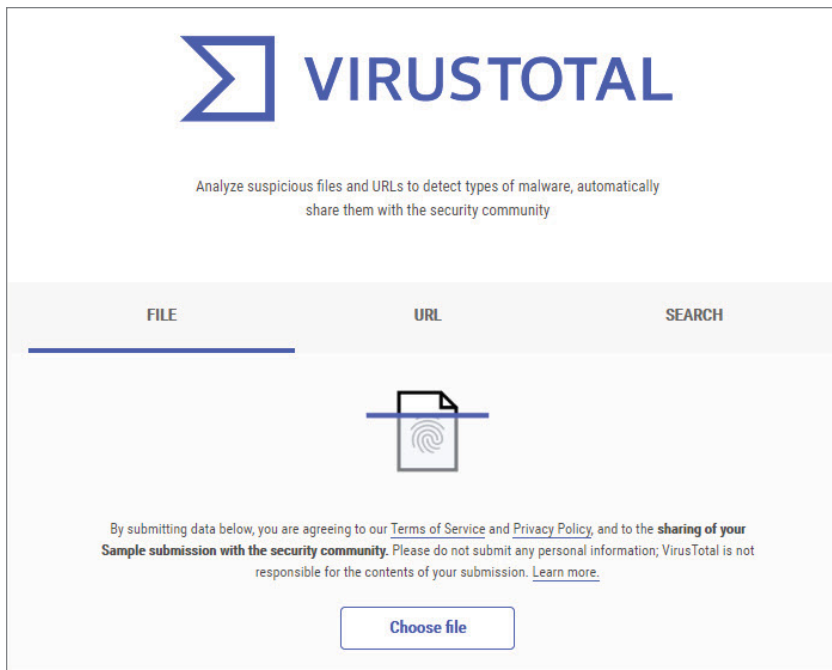 VIRUSTOTAL
Analyze suspicious files and URLs to detect types of malware, automatically
share them with the security community
FILE URL SEARCH
By submitting data below, you are agreeing to our Terms of Service and Privacy Policy, and to the sharing of your
Sample submission with the security community. Please do not submit any personal information; VirusTotal is not
responsible for the contents of your submission. Learn more.
Choose file